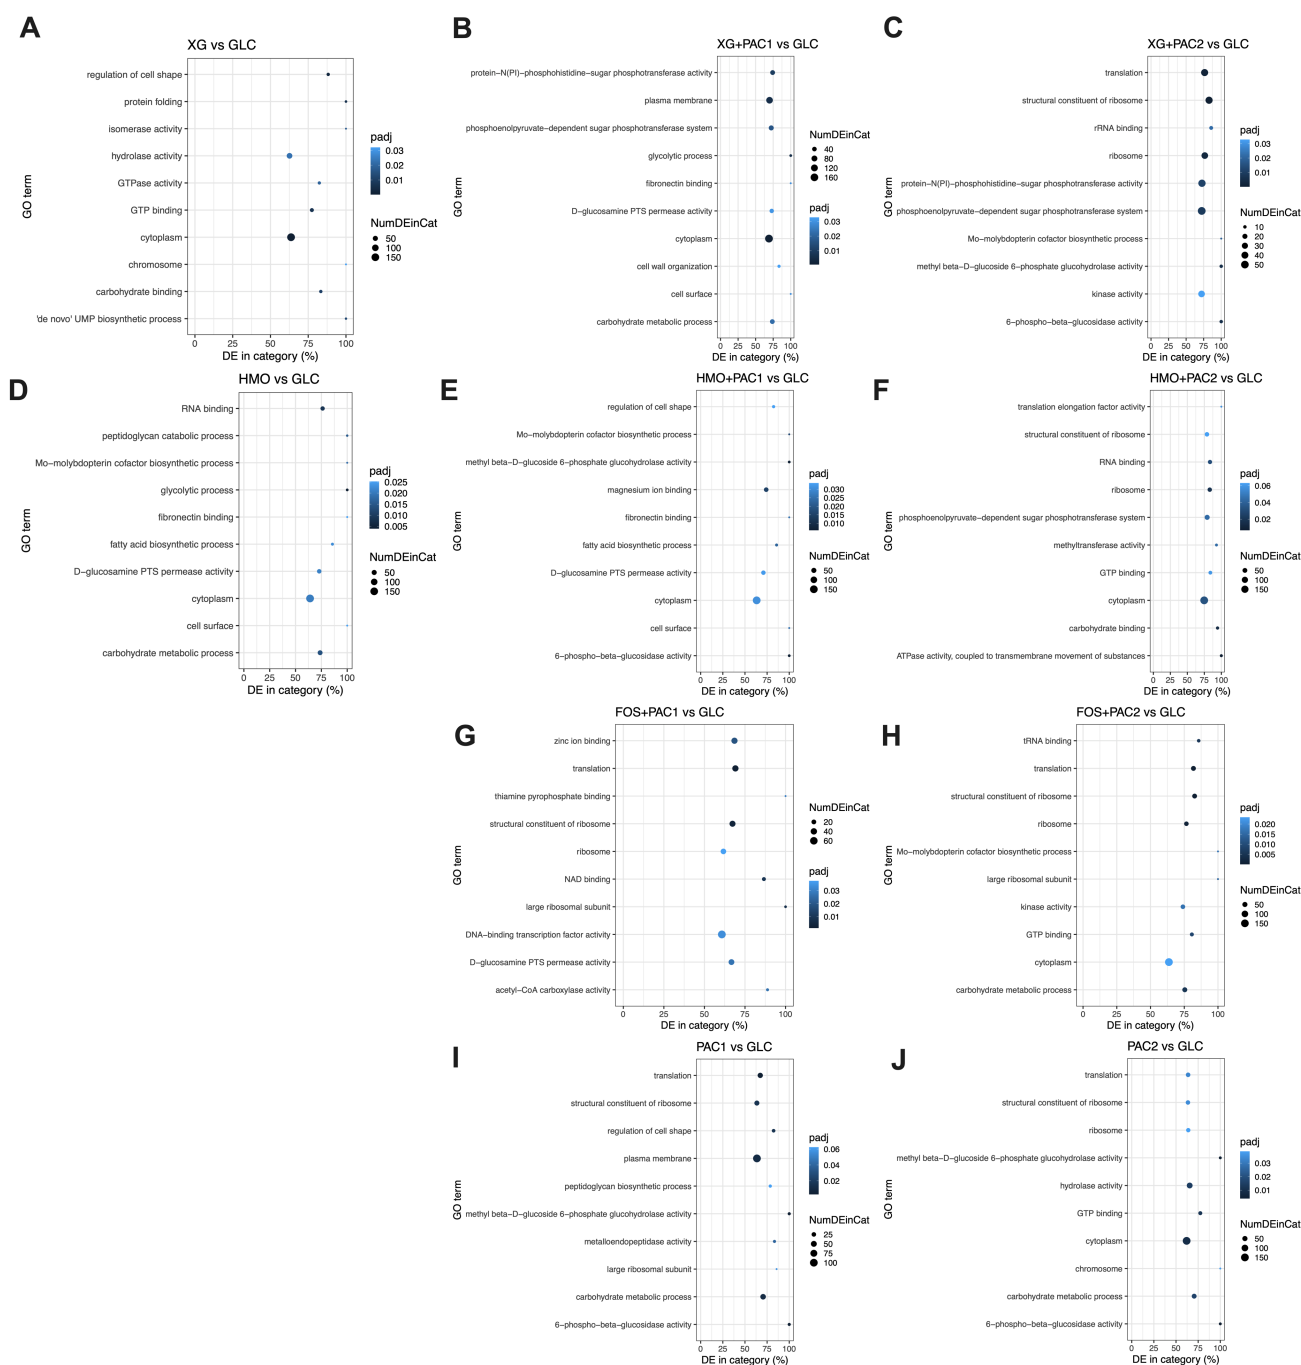 A
XG vs GLC
GO term
regulation of cell shape
protein folding
isomerase activity
hydrolase activity
GTPase activity
GTP binding
cytoplasm
chromosome
carbohydrate binding
'de novo' UMP biosynthetic process
0 25 50 75 100
DE in category (%)
padj
0.03
0.02
0.01
NumDEinCat
50
100
150
B
XG+PAC1 vs GLC
GO term
protein−N(PI)−phosphohistidine−sugar phosphotransferase activity
plasma membrane
phosphoenolpyruvate−dependent sugar phosphotransferase system
glycolytic process
fibronectin binding
D−glucosamine PTS permease activity
cytoplasm
cell wall organization
cell surface
carbohydrate metabolic process
0 25 50 75 100
DE in category (%)
NumDEinCat
40
80
120
160
padj
0.03
0.02
0.01
C
XG+PAC2 vs GLC
GO term
translation
structural constituent of ribosome
rRNA binding
ribosome
protein−N(PI)−phosphohistidine−sugar phosphotransferase activity
phosphoenolpyruvate−dependent sugar phosphotransferase system
Mo−molybdopterin cofactor biosynthetic process
methyl beta−D−glucoside 6−phosphate glucohydrolase activity
kinase activity
6−phospho−beta−glucosidase activity
0 25 50 75 100
DE in category (%)
padj
0.03
0.02
0.01
NumDEinCat
10
20
30
40
50
D
HMO vs GLC
GO term
RNA binding
peptidoglycan catabolic process
Mo−molybdopterin cofactor biosynthetic process
glycolytic process
fibronectin binding
fatty acid biosynthetic process
D−glucosamine PTS permease activity
cytoplasm
cell surface
carbohydrate metabolic process
0 25 50 75 100
DE in category (%)
padj
0.025
0.020
0.015
0.010
0.005
NumDEinCat
50
100
150
E
HMO+PAC1 vs GLC
GO term
regulation of cell shape
Mo−molybdopterin cofactor biosynthetic process
methyl beta−D−glucoside 6−phosphate glucohydrolase activity
magnesium ion binding
fibronectin binding
fatty acid biosynthetic process
D−glucosamine PTS permease activity
cytoplasm
cell surface
6−phospho−beta−glucosidase activity
0 25 50 75 100
DE in category (%)
padj
0.030
0.025
0.020
0.015
0.010
NumDEinCat
50
100
150
F
HMO+PAC2 vs GLC
GO term
translation elongation factor activity
structural constituent of ribosome
RNA binding
ribosome
phosphoenolpyruvate−dependent sugar phosphotransferase system
methyltransferase activity
GTP binding
cytoplasm
carbohydrate binding
ATPase activity, coupled to transmembrane movement of substances
0 25 50 75 100
DE in category (%)
padj
0.06
0.04
0.02
NumDEinCat
50
100
150
G
FOS+PAC1 vs GLC
GO term
zinc ion binding
translation
thiamine pyrophosphate binding
structural constituent of ribosome
ribosome
NAD binding
large ribosomal subunit
DNA−binding transcription factor activity
D−glucosamine PTS permease activity
acetyl−CoA carboxylase activity
0 25 50 75 100
DE in category (%)
NumDEinCat
20
40
60
padj
0.03
0.02
0.01
H
FOS+PAC2 vs GLC
GO term
tRNA binding
translation
structural constituent of ribosome
ribosome
Mo−molybdopterin cofactor biosynthetic process
large ribosomal subunit
kinase activity
GTP binding
cytoplasm
carbohydrate metabolic process
0 25 50 75 100
DE in category (%)
padj
0.020
0.015
0.010
0.005
NumDEinCat
50
100
150
I
PAC1 vs GLC
GO term
translation
structural constituent of ribosome
regulation of cell shape
plasma membrane
peptidoglycan biosynthetic process
methyl beta−D−glucoside 6−phosphate glucohydrolase activity
metalloendopeptidase activity
large ribosomal subunit
carbohydrate metabolic process
6−phospho−beta−glucosidase activity
0 25 50 75 100
DE in category (%)
padj
0.06
0.04
0.02
NumDEinCat
25
50
75
100
J
PAC2 vs GLC
GO term
translation
structural constituent of ribosome
ribosome
methyl beta−D−glucoside 6−phosphate glucohydrolase activity
hydrolase activity
GTP binding
cytoplasm
chromosome
carbohydrate metabolic process
6−phospho−beta−glucosidase activity
0 25 50 75 100
DE in category (%)
padj
0.03
0.02
0.01
NumDEinCat
50
100
150